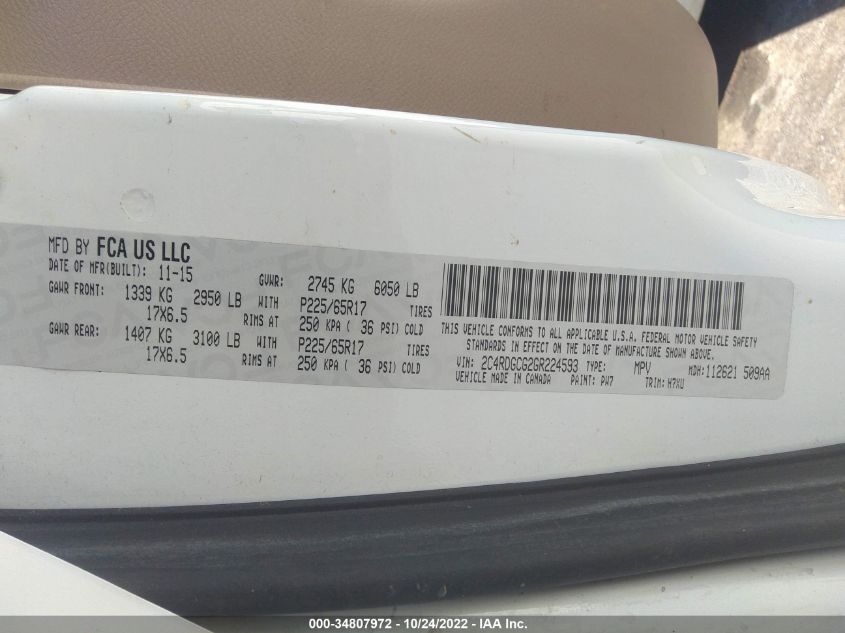 MFD BY FCA US LLC
DATE OF MFR(BUILT): 11-15 GVWR: 2745 KG 6050 LB
GAWR FRONT: 1339 KG 2950 LB WITH P225/65R17 TIRES
17X6.5 RIMS AT 250 KPA ( 36 PSI) COLD
GAWR REAR: 1407 KG 3100 LB WITH P225/65R17 TIRES
17X6.5 RIMS AT 250 KPA ( 36 PSI) COLD
THIS VEHICLE CONFORMS TO ALL APPLICABLE U.S.A. FEDERAL MOTOR VEHICLE SAFETY
STANDARDS IN EFFECT ON THE DATE OF MANUFACTURE SHOWN ABOVE.
VIN: 2C4RDGCG2GR224593 TYPE: MPV MDH:112621 509AA
VEHICLE MADE IN CANADA PAINT: PW7 TRIM: H7XU
000-34807972 - 10/24/2022 - IAA Inc.